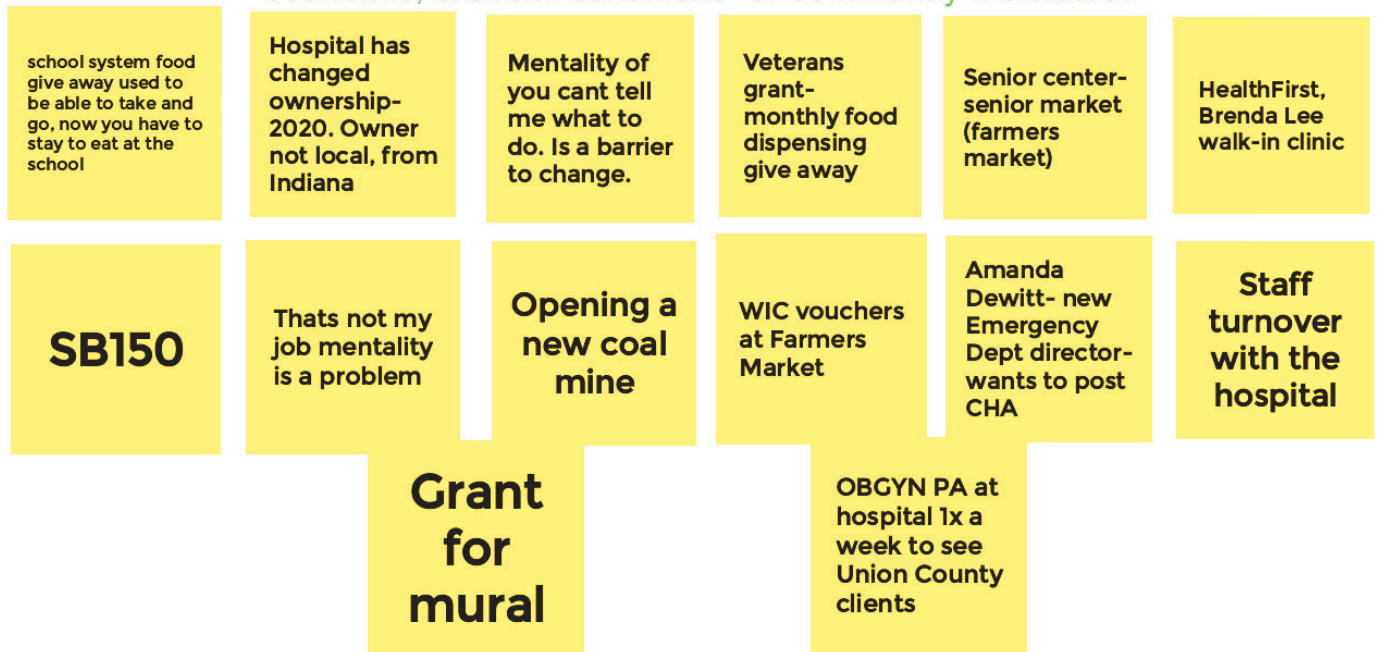 school system food
give away used to
be able to take and
go, now you have to
stay to eat at the
school
Hospital has
changed
ownership-
2020. Owner
not local, from
Indiana
Mentality of
you cant tell
me what to
do. Is a barrier
to change.
Veterans
grant-
monthly food
dispensing
give away
Senior center-
senior market
(farmers
market)
HealthFirst,
Brenda Lee
walk-in clinic
SB150
Thats not my
job mentality
is a problem
Opening a
new coal
mine
WIC vouchers
at Farmers
Market
Amanda
Dewitt- new
Emergency
Dept director-
wants to post
CHA
Staff
turnover
with the
hospital
Grant
for
mural
OBGYN PA at
hospital 1x a
week to see
Union County
clients